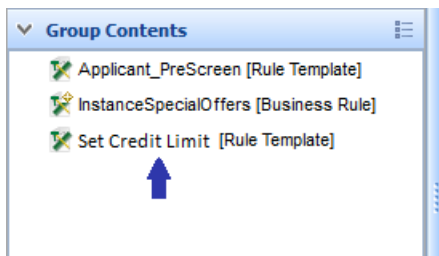 Group Contents
Applicant_PreScreen [Rule Template]
InstanceSpecialOffers [Business Rule]
Set Credit Limit [Rule Template]